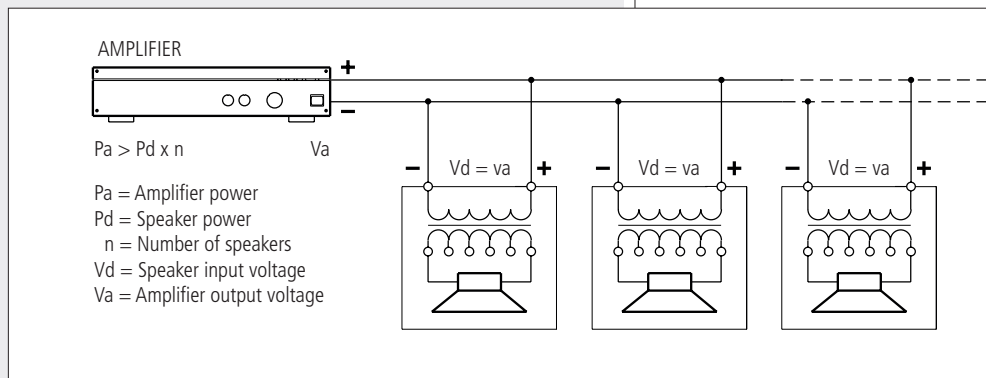 AMPLIFIER
+
−
Pa > Pd x n
Va
Pa = Amplifier power
Pd = Speaker power
n = Number of speakers
Vd = Speaker input voltage
Va = Amplifier output voltage
− Vd = va +
− Vd = va +
− Vd = va +